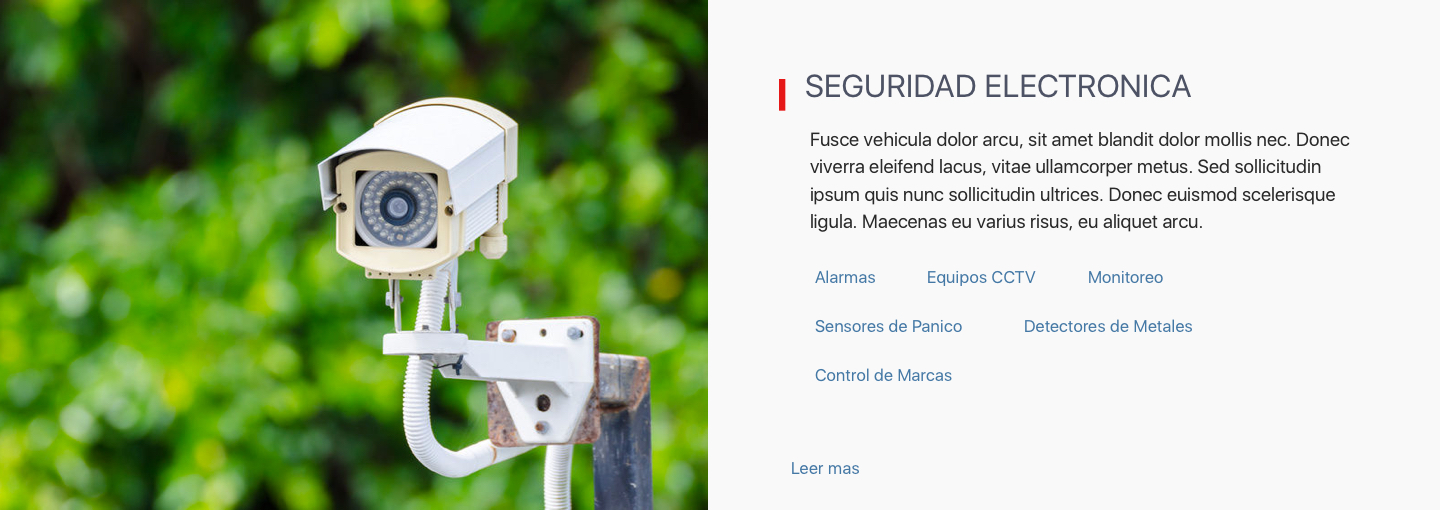 SEGURIDAD ELECTRONICA
Fusce vehicula dolor arcu, sit amet blandit dolor mollis nec. Donec
viverra eleifend lacus, vitae ullamcorper metus. Sed sollicitudin
ipsum quis nunc sollicitudin ultrices. Donec euismod scelerisque
ligula. Maecenas eu varius risus, eu aliquet arcu.
Alarmas Equipos CCTV Monitoreo
Sensores de Panico Detectores de Metales
Control de Marcas
Leer mas